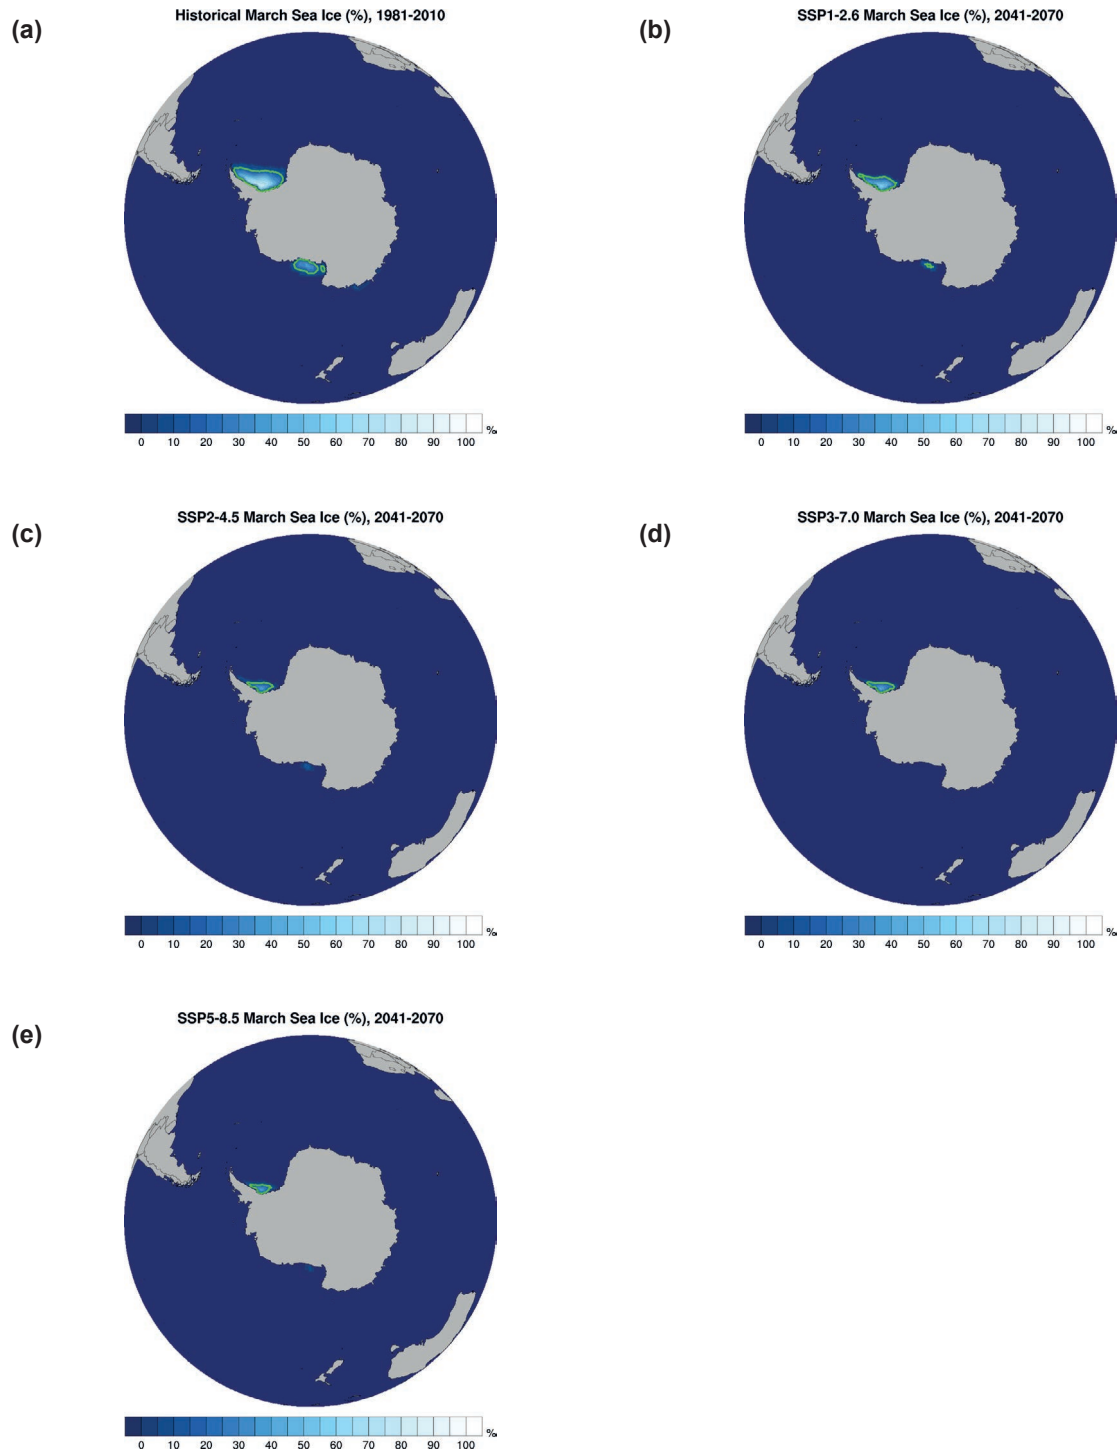 (a)
Historical March Sea Ice (%), 1981-2010
0 10 20 30 40 50 60 70 80 90 100 %
(b)
SSP1-2.6 March Sea Ice (%), 2041-2070
0 10 20 30 40 50 60 70 80 90 100 %
(c)
SSP2-4.5 March Sea Ice (%), 2041-2070
0 10 20 30 40 50 60 70 80 90 100 %
(d)
SSP3-7.0 March Sea Ice (%), 2041-2070
0 10 20 30 40 50 60 70 80 90 100 %
(e)
SSP5-8.5 March Sea Ice (%), 2041-2070
0 10 20 30 40 50 60 70 80 90 100 %